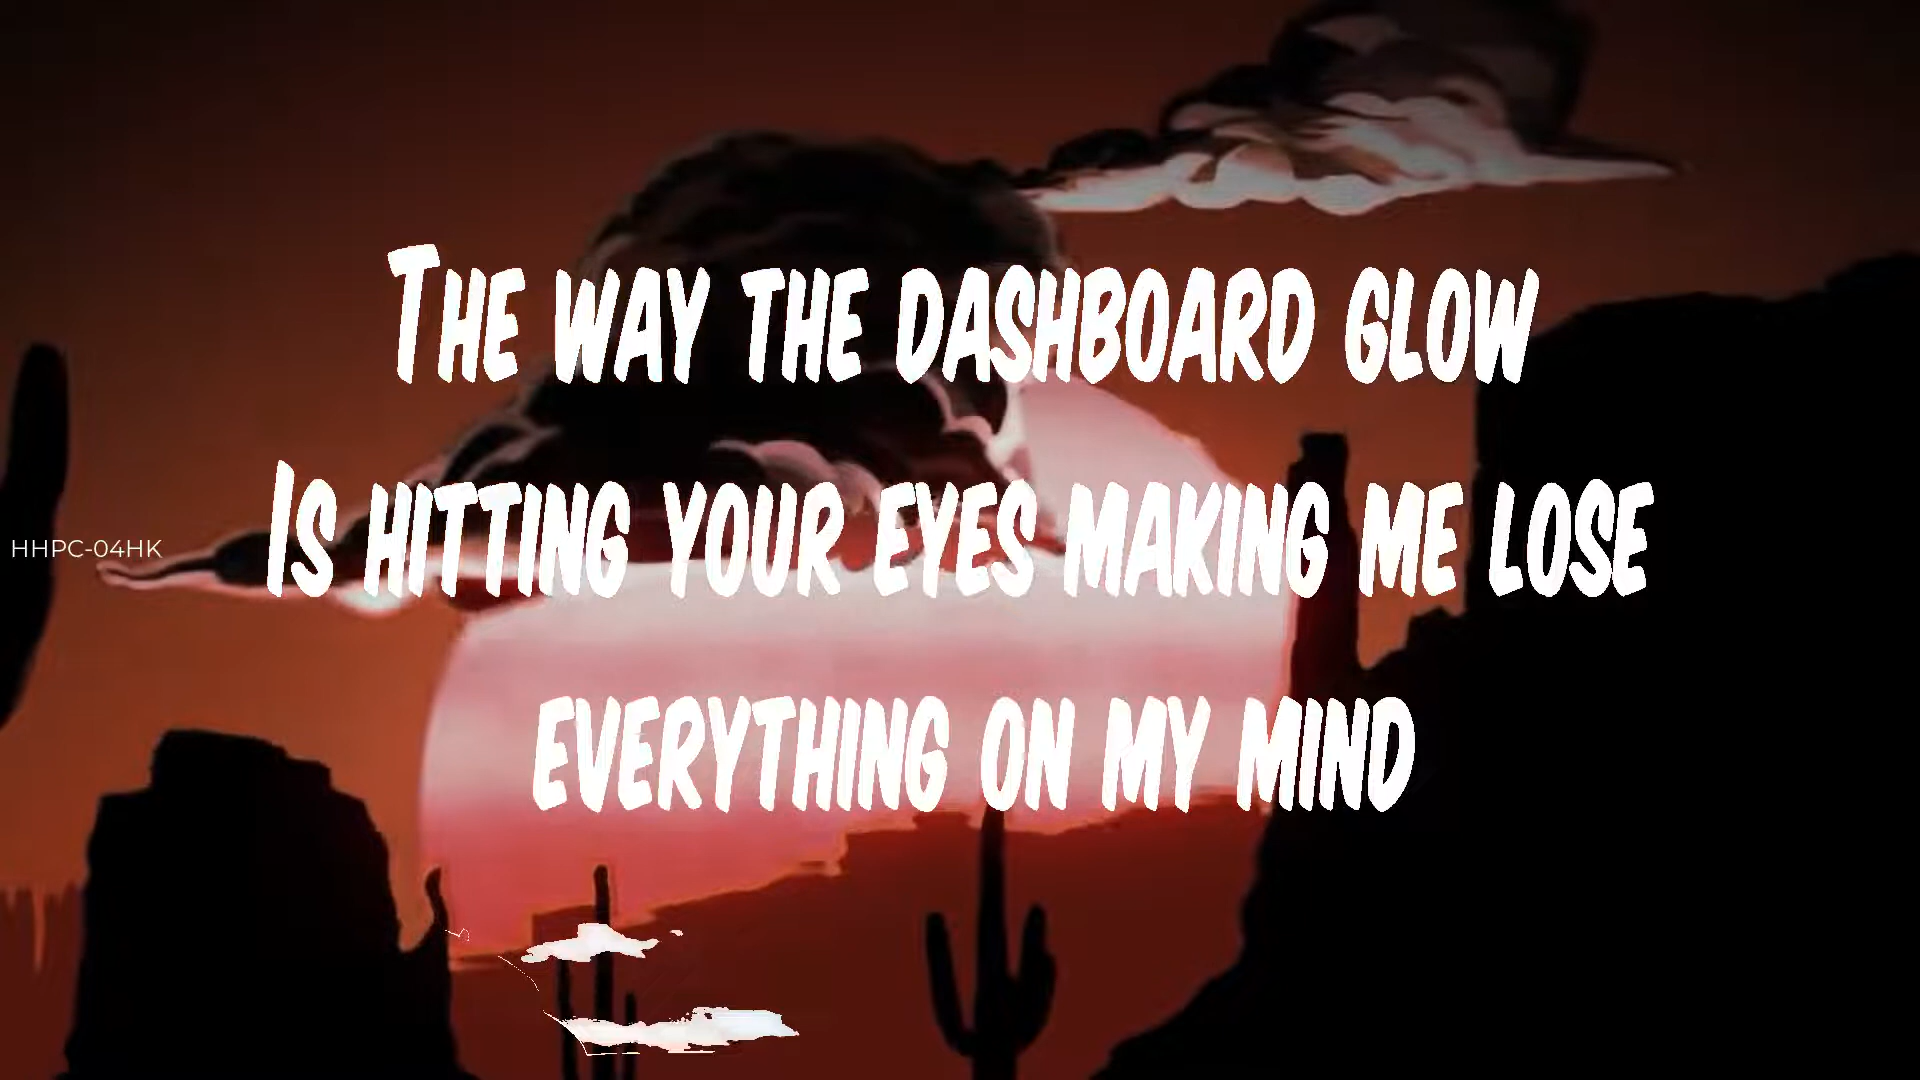 The way the dashboard glow
Is hitting your eyes making me lose
HHPC-04HK
everything on my mind